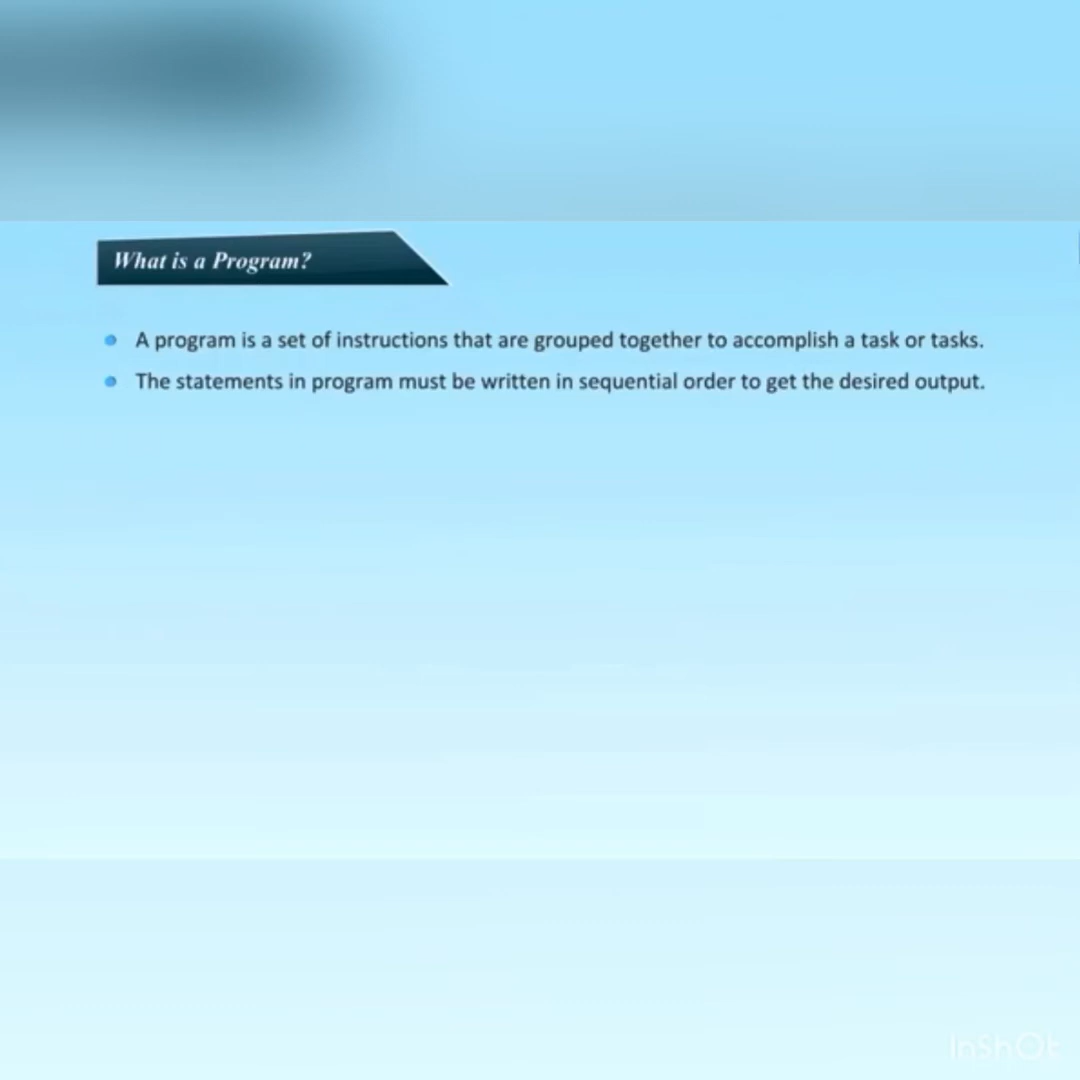 What is a Program?
A program is a set of instructions that are grouped together to accomplish a task or tasks.
The statements in program must be written in sequential order to get the desired output.
InShOt